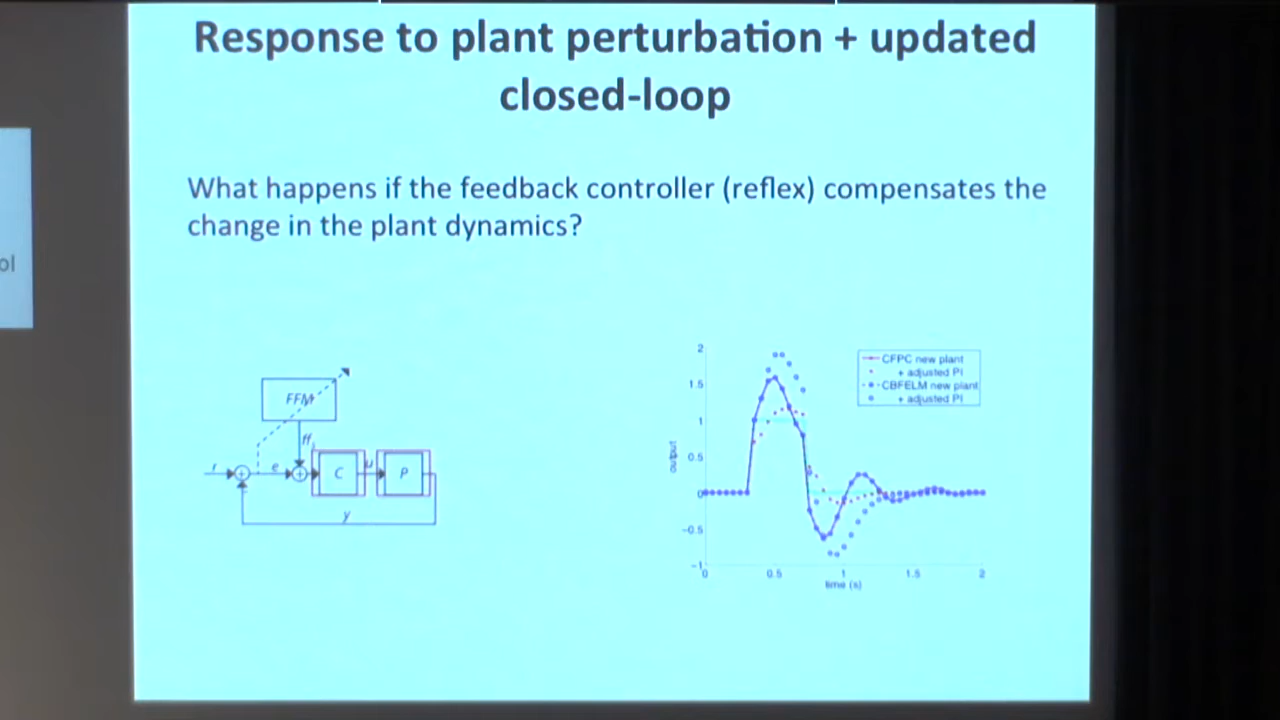 Response to plant perturbation + updated
closed-loop
What happens if the feedback controller (reflex) compensates the
change in the plant dynamics?
ol
FFM
ff
r
e
C
u
P
y
2
1.5
1
0.5
0
-0.5
-1
output
0
0.5
1
1.5
2
time (s)
CFPC new plant
+ adjusted PI
CBFELM new plant
+ adjusted PI